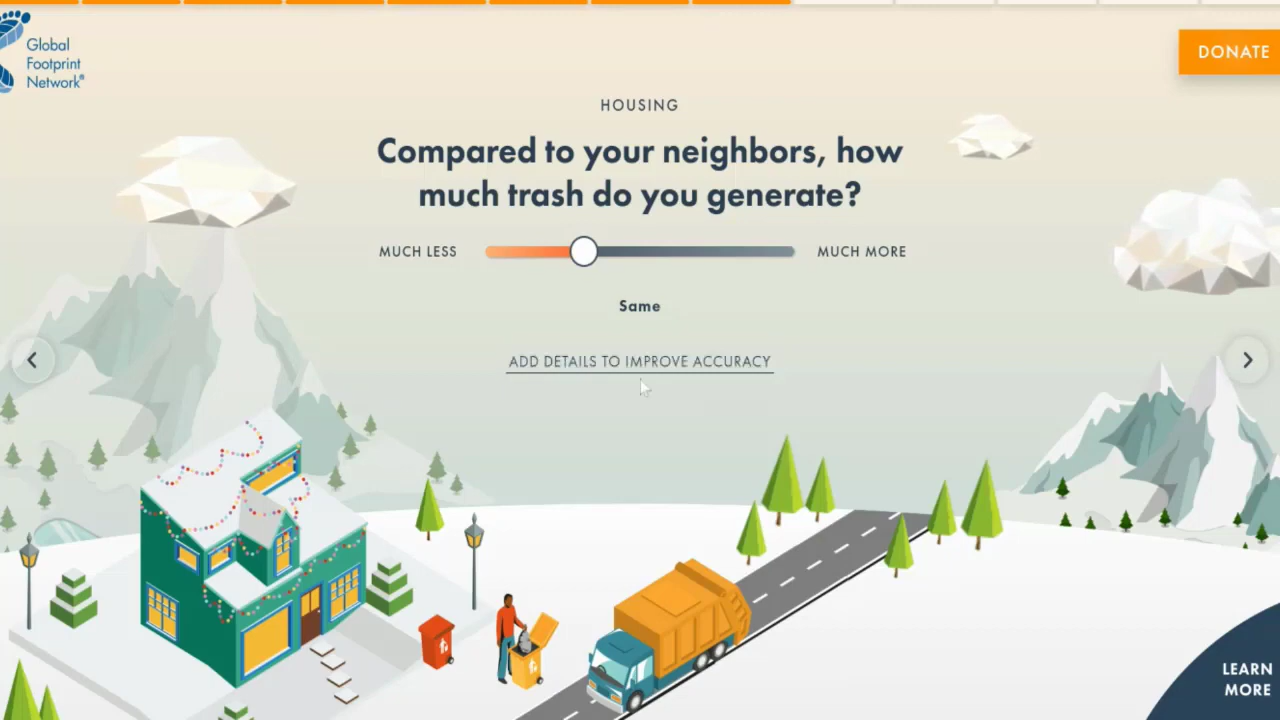 Global
Footprint
Network®
DONATE
HOUSING
Compared to your neighbors, how
much trash do you generate?
MUCH LESS
MUCH MORE
Same
ADD DETAILS TO IMPROVE ACCURACY
LEARN
MORE